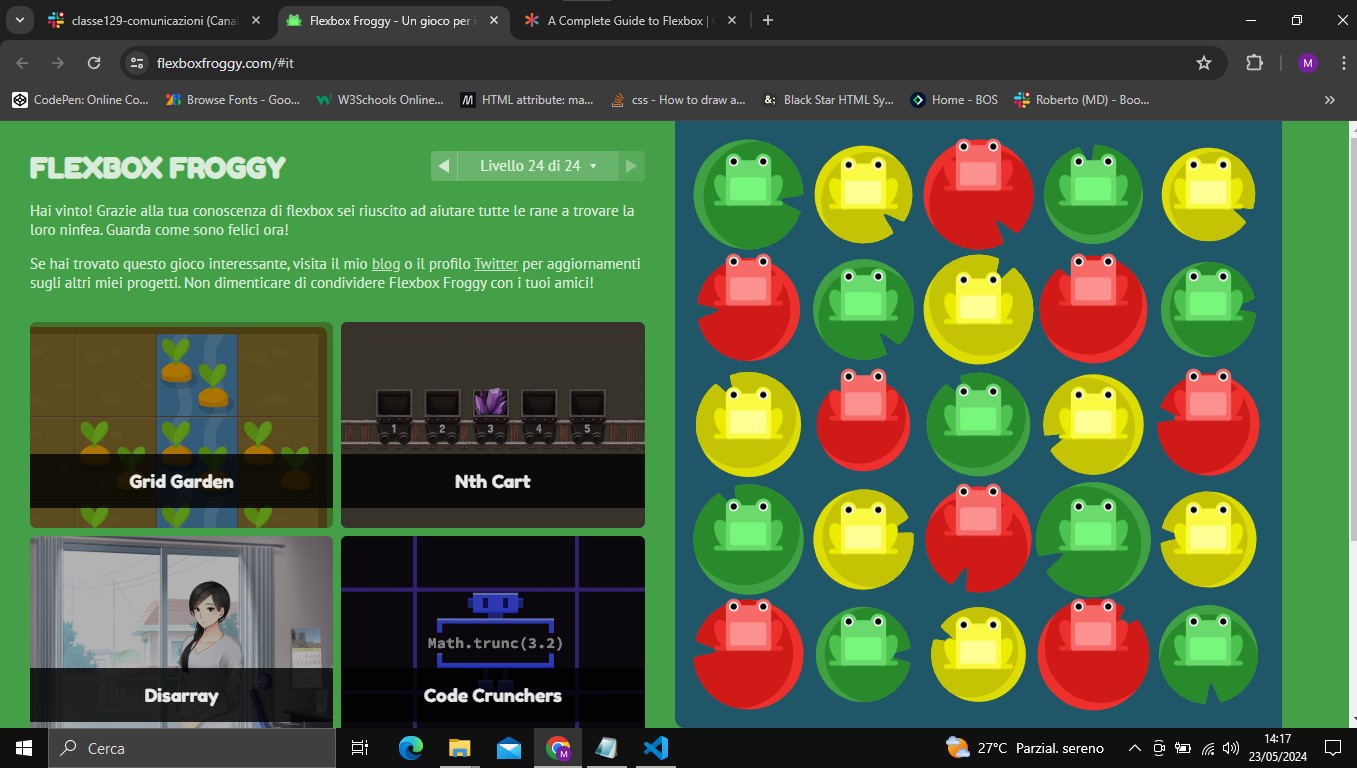 classe129-comunicazioni (Cana
Flexbox Froggy - Un gioco per i
A Complete Guide to Flexbox |
flexboxfroggy.com/#it
M
CodePen: Online Co...
Browse Fonts - Goo...
W3Schools Online...
HTML attribute: ma...
css - How to draw a...
Black Star HTML Sy...
Home - BOS
Roberto (MD) - Boo...
FLEXBOX FROGGY
Livello 24 di 24
Hai vinto! Grazie alla tua conoscenza di flexbox sei riuscito ad aiutare tutte le rane a trovare la
loro ninfea. Guarda come sono felici ora!
Se hai trovato questo gioco interessante, visita il mio blog o il profilo Twitter per aggiornamenti
sugli altri miei progetti. Non dimenticare di condividere Flexbox Froggy con i tuoi amici!
Grid Garden
1 2 3 4 5
Nth Cart
Disarray
Math.trunc(3.2)
Code Crunchers
Cerca
M
27°C Parzial. sereno
14:17
23/05/2024